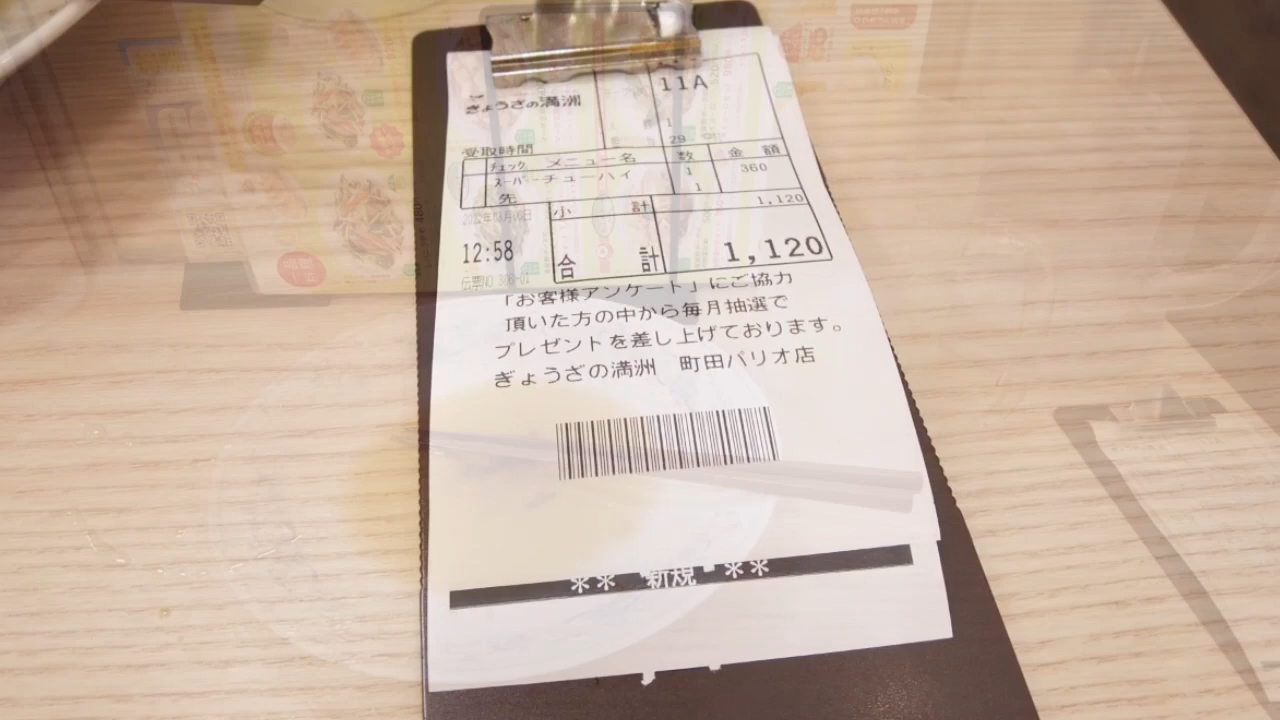 11A
ぎょうざの満洲
1
29
受取時間
チェック メニュー名 数 金額
スーパーチューハイ 1 360
先 1
小計 1,120
12:58
合計 1,120
「お客様アンケート」にご協力
頂いた方の中から毎月抽選で
プレゼントを差し上げております。
ぎょうざの満洲 町田パリオ店
** 新規 **